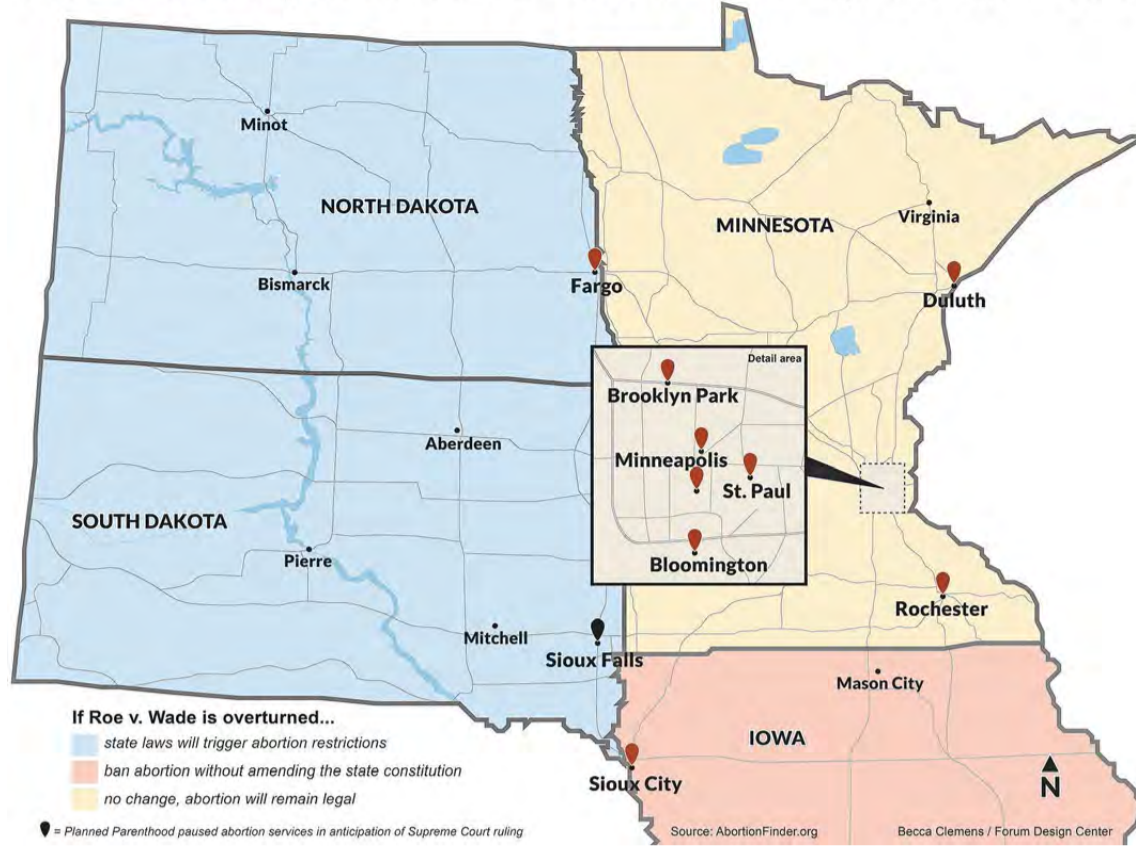 Minot
NORTH DAKOTA
MINNESOTA
Virginia
Bismarck
Fargo
Duluth
Detail area
Brooklyn Park
Aberdeen
Minneapolis
St. Paul
SOUTH DAKOTA
Pierre
Bloomington
Rochester
Mitchell
Sioux Falls
Mason City
If Roe v. Wade is overturned...
state laws will trigger abortion restrictions
IOWA
ban abortion without amending the state constitution
Sioux City
N
no change, abortion will remain legal
= Planned Parenthood paused abortion services in anticipation of Supreme Court ruling
Source: AbortionFinder.org
Becca Clemens / Forum Design Center